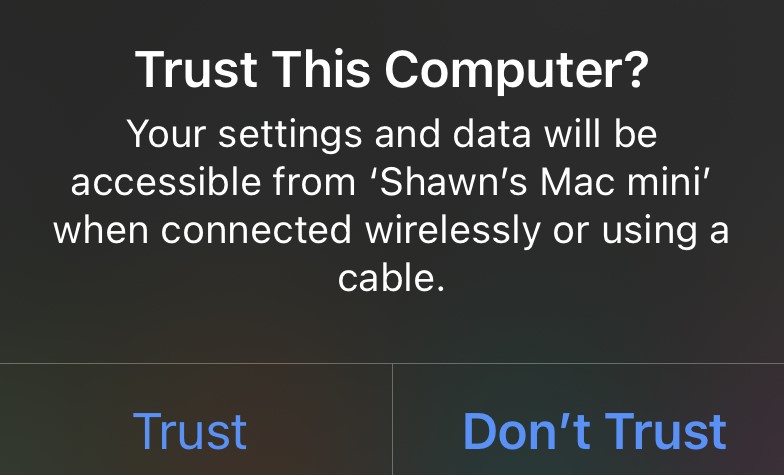 Trust This Computer?
Your settings and data will be
accessible from ‘Shawn’s Mac mini’
when connected wirelessly or using a
cable.
Trust
Don’t Trust